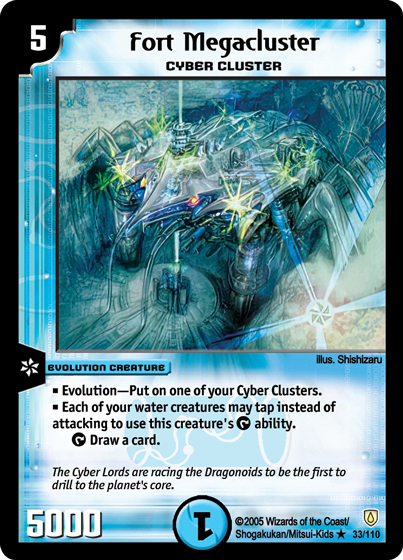 5
Fort Megacluster
CYBER CLUSTER
illus. Shishizaru
EVOLUTION CREATURE
▪ Evolution—Put on one of your Cyber Clusters.
▪ Each of your water creatures may tap instead of
attacking to use this creature's ability.
Draw a card.
The Cyber Lords are racing the Dragonoids to be the first to
drill to the planet's core.
5000
1
©2005 Wizards of the Coast/
Shogakukan/Mitsui-Kids ★ 33/110